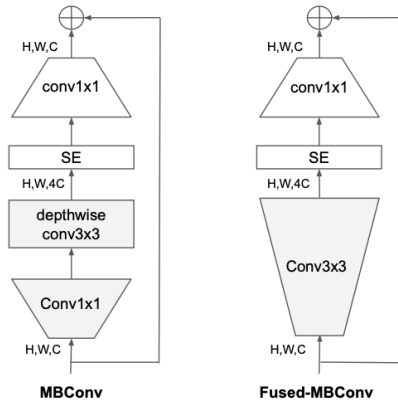 H,W,C
conv1x1
SE
H,W,4C
depthwise
conv3x3
Conv1x1
H,W,C
MBConv
H,W,C
conv1x1
SE
H,W,4C
Conv3x3
H,W,C
Fused-MBConv